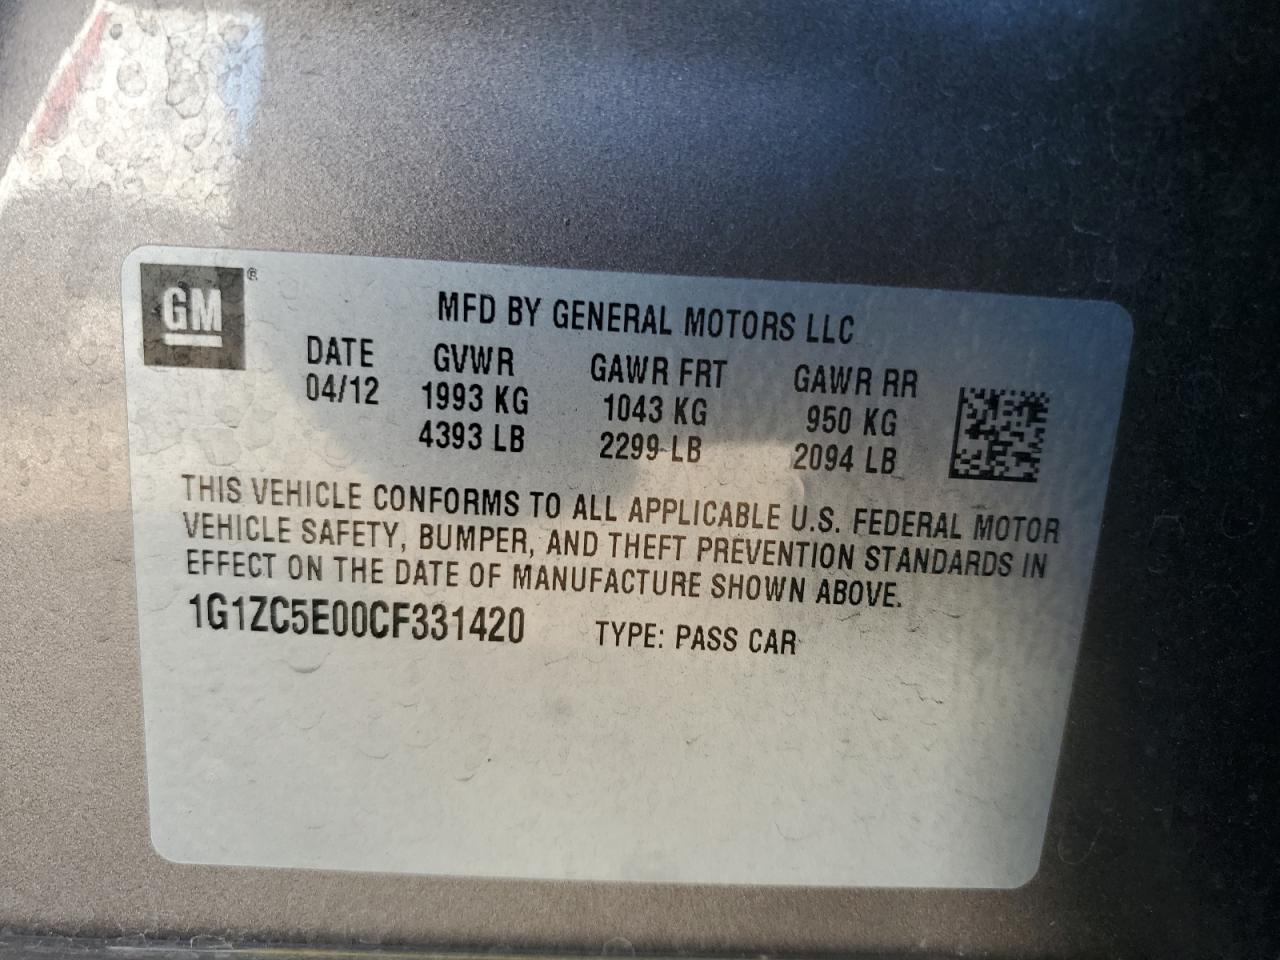 GM ®
MFD BY GENERAL MOTORS LLC
DATE GVWR GAWR FRT GAWR RR
04/12 1993 KG 1043 KG 950 KG
4393 LB 2299 LB 2094 LB
THIS VEHICLE CONFORMS TO ALL APPLICABLE U.S. FEDERAL MOTOR
VEHICLE SAFETY, BUMPER, AND THEFT PREVENTION STANDARDS IN
EFFECT ON THE DATE OF MANUFACTURE SHOWN ABOVE.
1G1ZC5E00CF331420 TYPE: PASS CAR